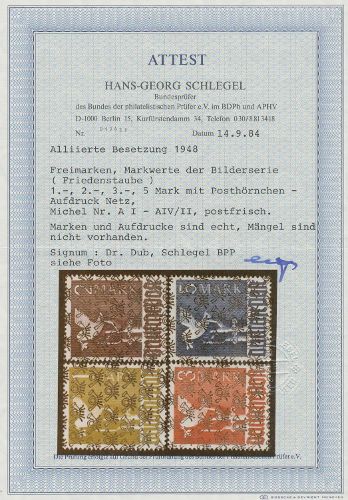 ATTEST
HANS-GEORG SCHLEGEL
Bundesprüfer
des Bundes der philatelistischen Prüfer e.V. im BDPh und APHV
D-1000 Berlin 15, Kurfürstendamm 34, Telefon 030/8813418
Nr Datum 14.9.84
Alliierte Besetzung 1948
Freimarken, Markwerte der Bilderserie
( Friedenstaube )
1.-, 2.-, 3.-, 5 Mark mit Posthörnchen -
Aufdruck Netz,
Michel Nr. A I - AIV/II, postfrisch.
Marken und Aufdrucke sind echt, Mängel sind
nicht vorhanden.
Signum : Dr. Dub, Schlegel BPP
siehe Foto
MARK
MARK
Die Prüfung erfolgte